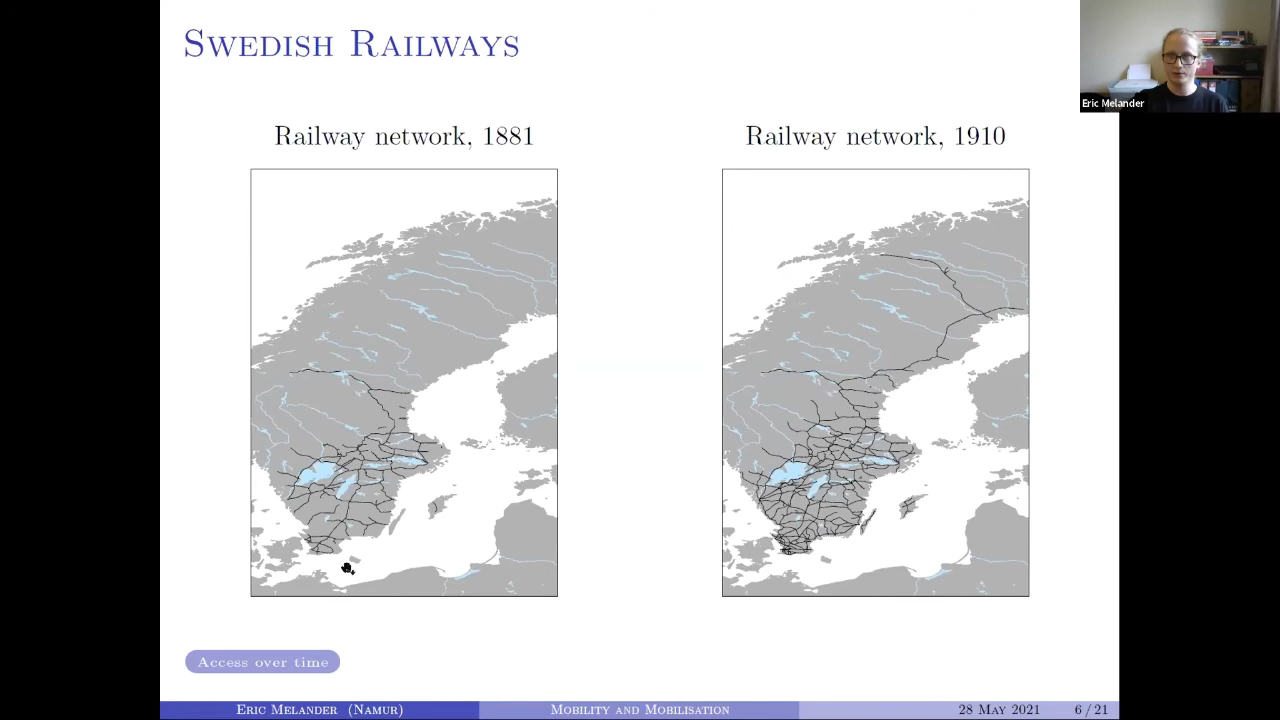 SWEDISH RAILWAYS
Eric Melander
Railway network, 1881
Railway network, 1910
Access over time
ERIC MELANDER (NAMUR)
MOBILITY AND MOBILISATION
28 MAY 2021
6 / 21